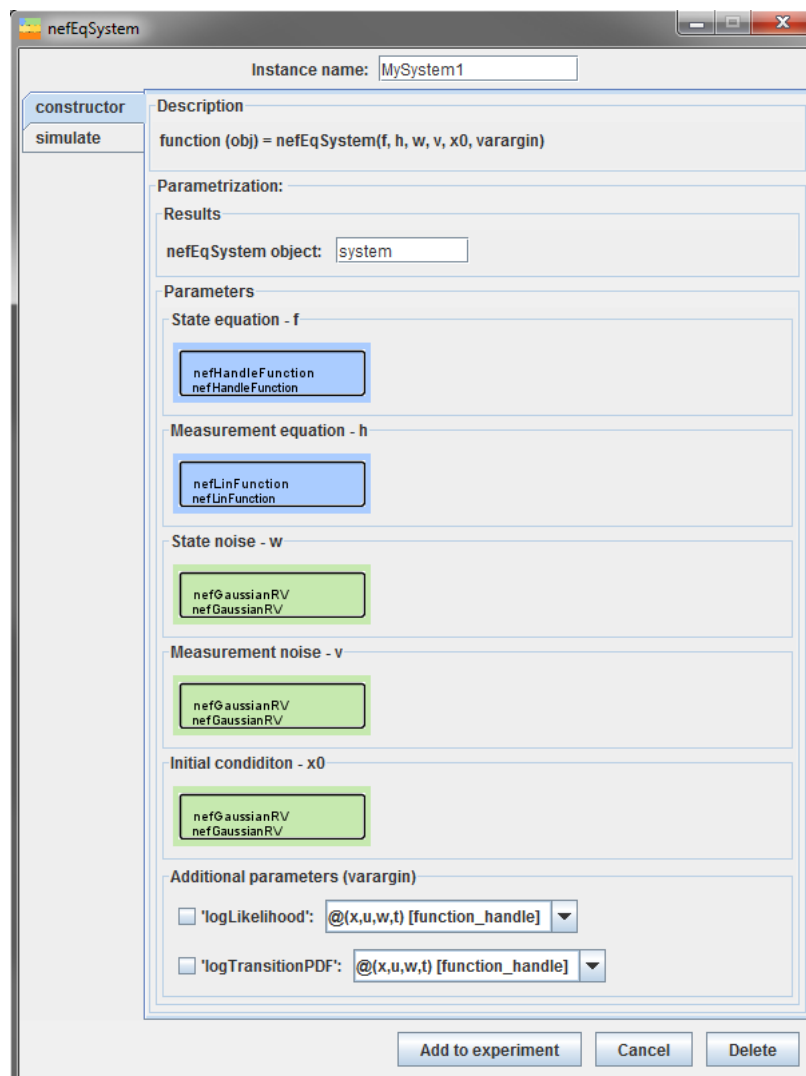 nefEqSystem
Instance name: MySystem1
constructor
simulate
Description
function (obj) = nefEqSystem(f, h, w, v, x0, varargin)
Parametrization:
Results
nefEqSystem object: system
Parameters
State equation - f
nefHandleFunction
nefHandleFunction
Measurement equation - h
nefLinFunction
nefLinFunction
State noise - w
nefGaussianRV
nefGaussianRV
Measurement noise - v
nefGaussianRV
nefGaussianRV
Initial condiditon - x0
nefGaussianRV
nefGaussianRV
Additional parameters (varargin)
'logLikelihood': @(x,u,w,t) [function_handle]
'logTransitionPDF': @(x,u,w,t) [function_handle]
Add to experiment Cancel Delete